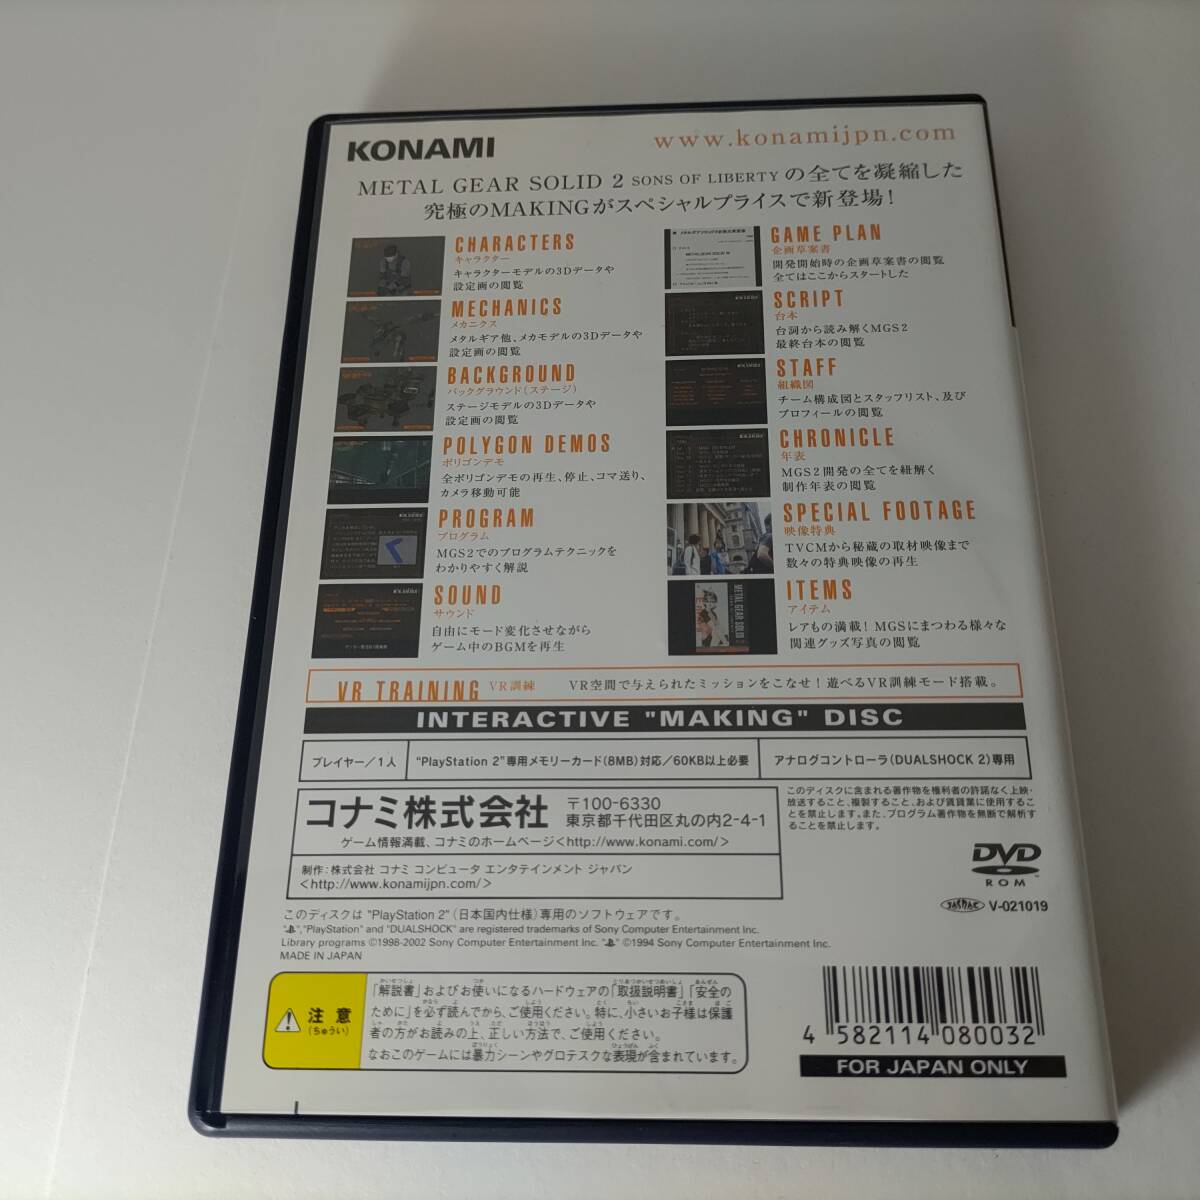 KONAMI
www.konamijpn.com
METAL GEAR SOLID 2 SONS OF LIBERTY の全てを凝縮した
究極のMAKINGがスペシャルプライスで新登場!
CHARACTERS
キャラクター
キャラクターモデルの3Dデータや
設定画の閲覧
MECHANICS
メカニクス
メタルギア他、メカモデルの3Dデータや
設定画の閲覧
BACKGROUND
バックグラウンド(ステージ)
ステージモデルの3Dデータや
設定画の閲覧
POLYGON DEMOS
ポリゴンデモ
全ポリゴンデモの再生、停止、コマ送り、
カメラ移動可能
PROGRAM
プログラム
MGS2でのプログラムテクニックを
わかりやすく解説
SOUND
サウンド
自由にモード変化させながら
ゲーム中のBGMを再生
GAME PLAN
企画草案書
開発開始時の企画草案書の閲覧
全てはここからスタートした
SCRIPT
台本
台詞から読み解くMGS2
最終台本の閲覧
STAFF
組織図
チーム構成図とスタッフリスト、及び
プロフィールの閲覧
CHRONICLE
年表
MGS2開発の全てを紐解く
制作年表の閲覧
SPECIAL FOOTAGE
映像特典
TVCMから秘蔵の取材映像まで
数々の特典映像の再生
METAL GEAR SOLID
ITEMS
アイテム
レアもの満載! MGSにまつわる様々な
関連グッズ写真の閲覧
VR TRAINING VR訓練 VR空間で与えられたミッションをこなせ!遊べるVR訓練モード搭載。
INTERACTIVE "MAKING" DISC
プレイヤー/1人
"PlayStation 2"専用メモリーカード(8MB)対応/60KB以上必要
アナログコントローラ(DUALSHOCK 2)専用
コナミ株式会社
〒100-6330
東京都千代田区丸の内2-4-1
ゲーム情報満載、コナミのホームページ<http://www.konami.com/>
制作:株式会社 コナミ コンピュータ エンタテインメント ジャパン
<http://www.konamijpn.com/>
このディスクに含まれる著作物を権利者の許諾なく上映・
放送すること、複製すること、および賃貸業に使用するこ
とを禁止します。また、プログラム著作物を無断で解析す
ることを禁止します。
DVD
ROM
V-021019
このディスクは "PlayStation 2"(日本国内仕様)専用のソフトウェアです。
" ","PlayStation" and "DUALSHOCK" are registered trademarks of Sony Computer Entertainment Inc.
Library programs ©1998-2002 Sony Computer Entertainment Inc. " " ©1994 Sony Computer Entertainment Inc.
MADE IN JAPAN
注意
(ちゅうい)
「解説書」およびお使いになるハードウェアの「取扱説明書」「安全の
ために」を必ず読んでから、ご使用ください。特に、小さいお子様は保護
者の方がお読みの上、正しい方法で、ご使用ください。
なおこのゲームには暴力シーンやグロテスクな表現が含まれています。
4 582114 080032
FOR JAPAN ONLY